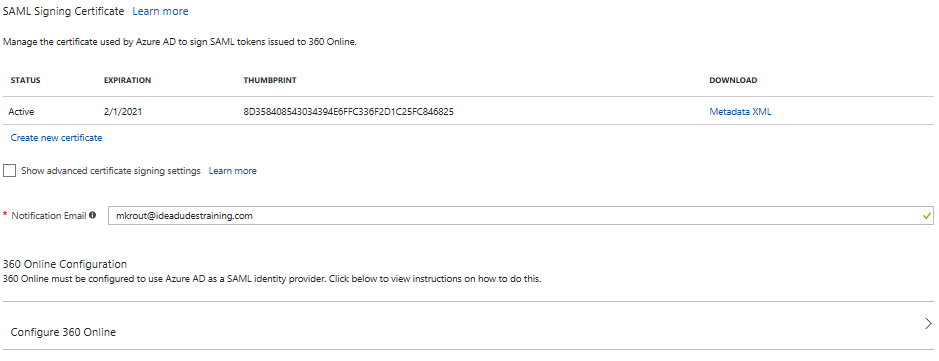 SAML Signing Certificate Learn more
Manage the certificate used by Azure AD to sign SAML tokens issued to 360 Online.
STATUS EXPIRATION THUMBPRINT DOWNLOAD
Active 2/1/2021 8D358408543034394E6FFC336F2D1C25FC846825 Metadata XML
Create new certificate
Show advanced certificate signing settings Learn more
* Notification Email mkrout@ideadudestraining.com
360 Online Configuration
360 Online must be configured to use Azure AD as a SAML identity provider. Click below to view instructions on how to do this.
Configure 360 Online